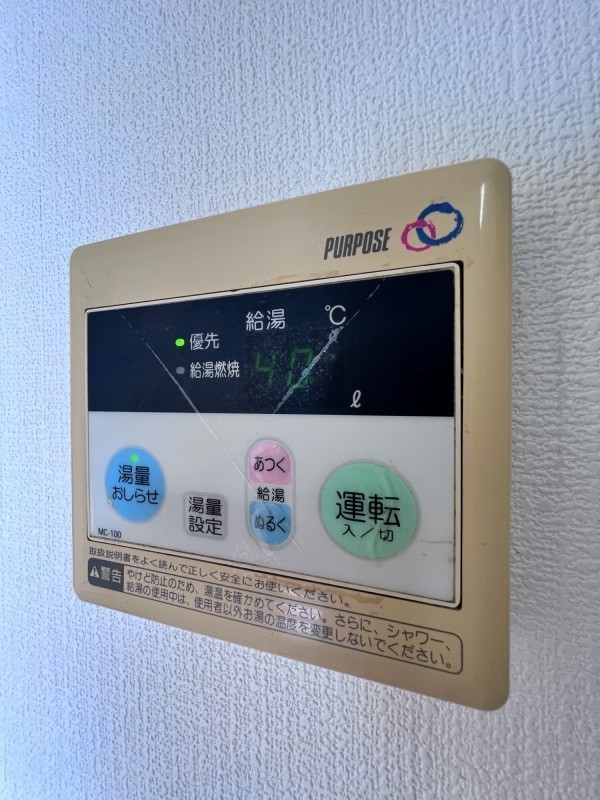 PURPOSE
給湯 ℃
優先
給湯燃焼
40
ℓ
湯量
おしらせ
湯量
設定
あつく
給湯
ぬるく
運転
入／切
MC-100
取扱説明書をよく読んで正しく安全にお使いください。
警告
やけど防止のため、湯温を確かめてください。さらに、シャワー、
給湯の使用中は、使用者以外お湯の温度を変更しないでください。